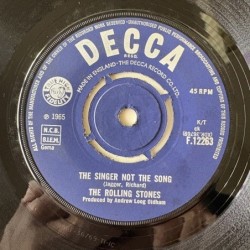 DECCA
MADE IN ENGLAND · THE DECCA RECORD CO. LTD.
℗ 1965
45 RPM
N.C.B.
B.I.E.M.
F.12263
THE SINGER NOT THE SONG
(Jagger, Richard)
THE ROLLING STONES
Produced by Andrew Loog Oldham